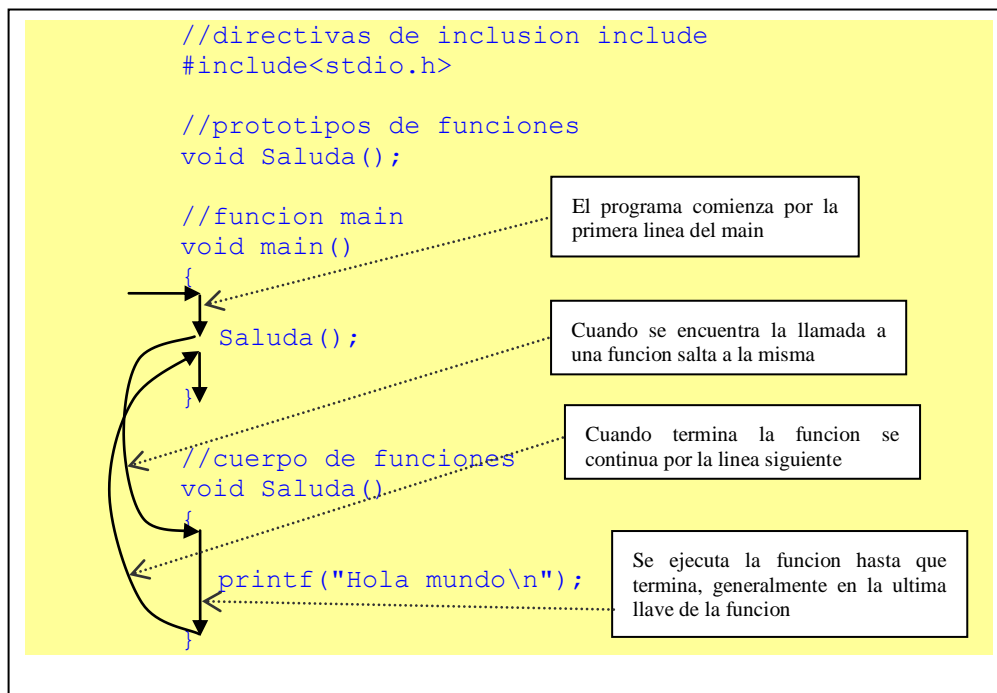 //directivas de inclusion include
#include<stdio.h>
//prototipos de funciones
void Saluda();
//funcion main
void main()
{
Saluda();
}
//cuerpo de funciones
void Saluda()
{
printf("Hola mundo\n");
}
El programa comienza por la
primera linea del main
Cuando se encuentra la llamada a
una funcion salta a la misma
Cuando termina la funcion se
continua por la linea siguiente
Se ejecuta la funcion hasta que
termina, generalmente en la ultima
llave de la funcion